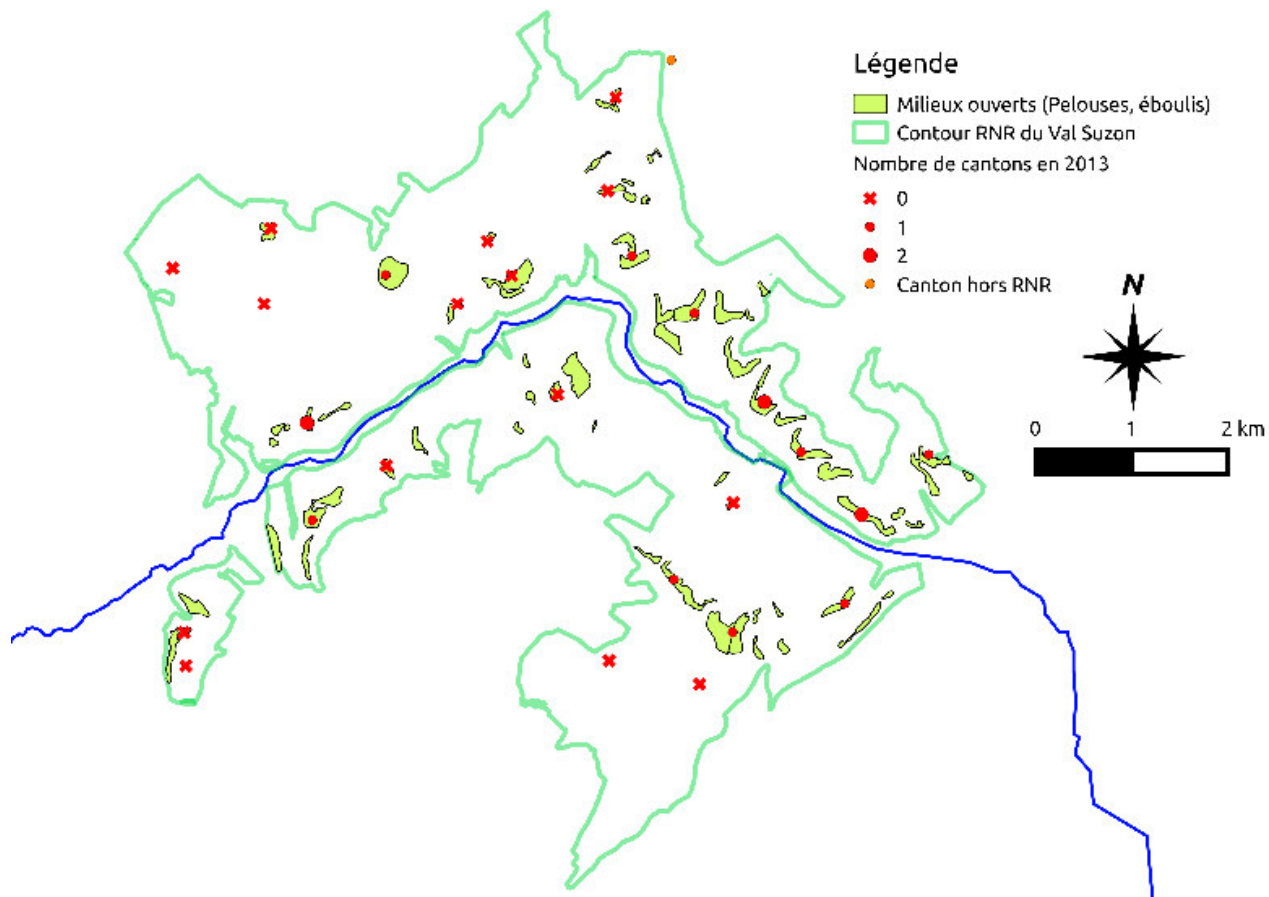 Légende
Milieux ouverts (Pelouses, éboulis)
Contour RNR du Val Suzon
Nombre de cantons en 2013
0
1
2
Canton hors RNR
N
0 1 2 km